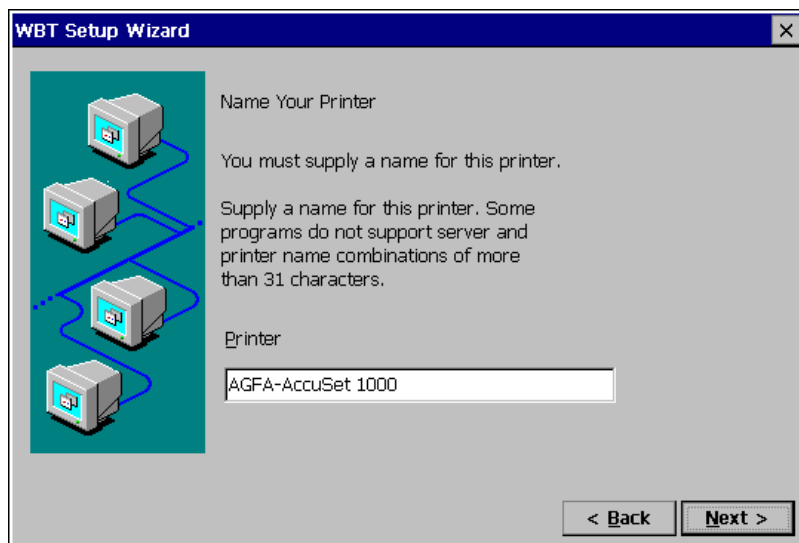 WBT Setup Wizard
Name Your Printer
You must supply a name for this printer.
Supply a name for this printer. Some
programs do not support server and
printer name combinations of more
than 31 characters.
Printer
AGFA-AccuSet 1000
< Back
Next >